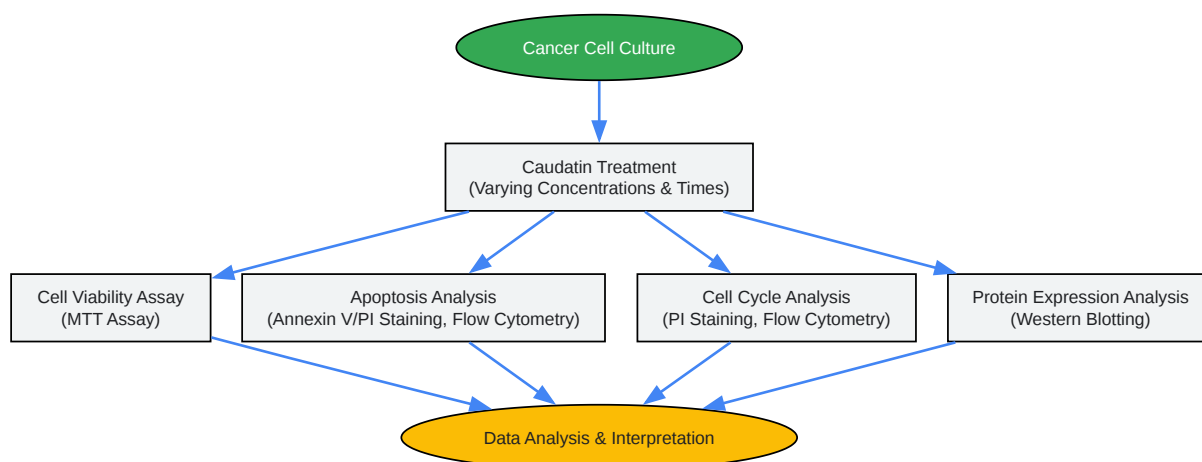 Cancer Cell Culture
Caudatin Treatment
(Varying Concentrations & Times)
Cell Viability Assay
(MTT Assay)
Apoptosis Analysis
(Annexin V/PI Staining, Flow Cytometry)
Cell Cycle Analysis
(PI Staining, Flow Cytometry)
Protein Expression Analysis
(Western Blotting)
Data Analysis & Interpretation